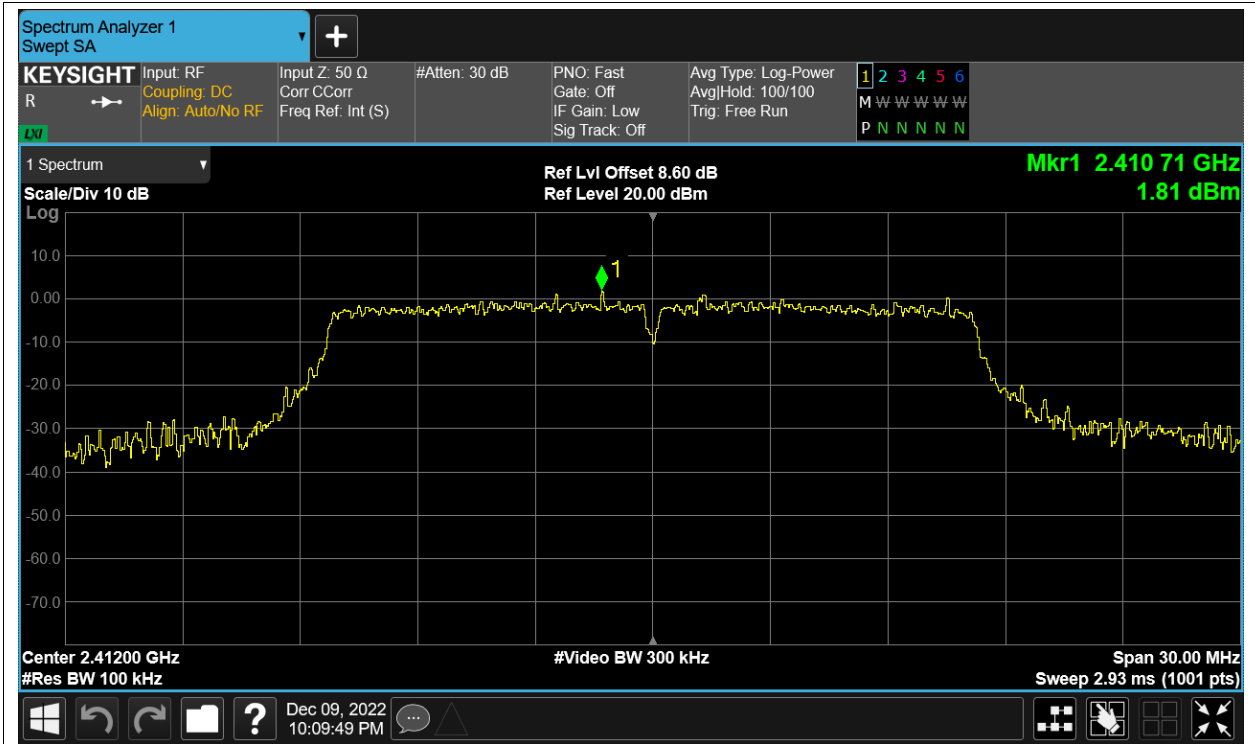 Spectrum Analyzer 1
Swept SA
+
KEYSIGHT
R
LXI
Input: RF
Coupling: DC
Align: Auto/No RF
Input Z: 50 Ω
Corr CCorr
Freq Ref: Int (S)
#Atten: 30 dB
PNO: Fast
Gate: Off
IF Gain: Low
Sig Track: Off
Avg Type: Log-Power
Avg|Hold: 100/100
Trig: Free Run
1 2 3 4 5 6
M W W W W W
P N N N N N N
1 Spectrum
Scale/Div 10 dB
Log
Ref Lvl Offset 8.60 dB
Ref Level 20.00 dBm
Mkr1 2.410 71 GHz
1.81 dBm
1
10.0
0.00
-10.0
-20.0
-30.0
-40.0
-50.0
-60.0
-70.0
Center 2.41200 GHz
#Res BW 100 kHz
#Video BW 300 kHz
Span 30.00 MHz
Sweep 2.93 ms (1001 pts)
?
Dec 09, 2022
10:09:49 PM